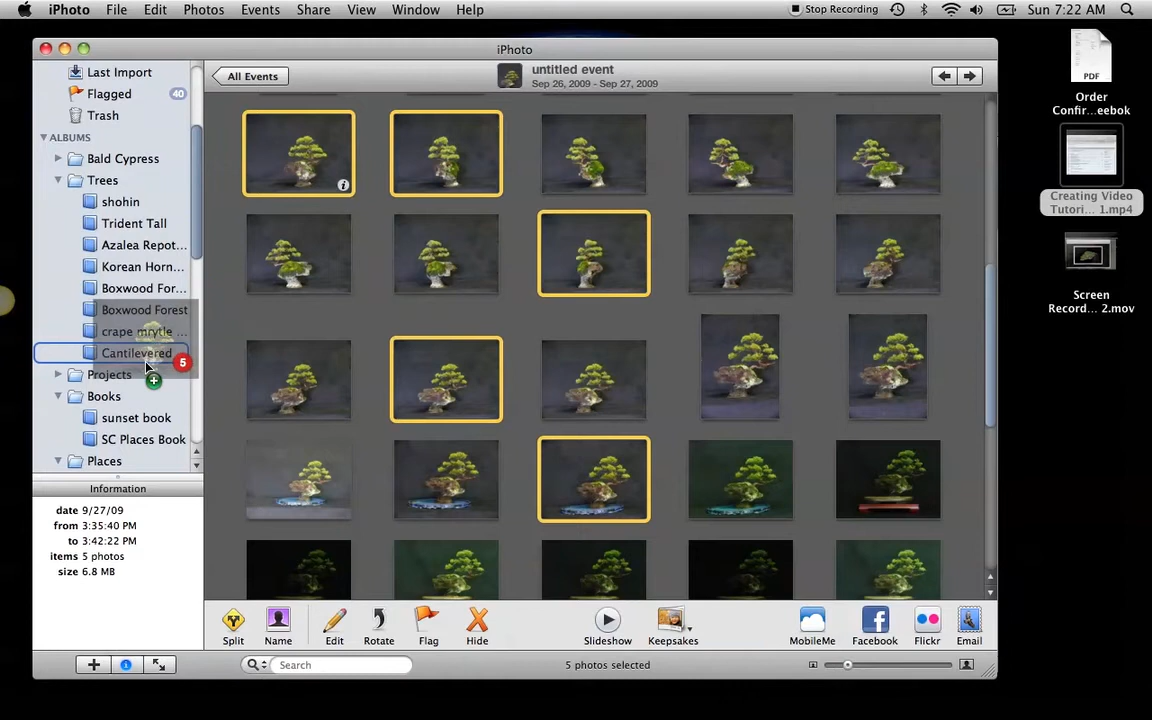 iPhoto File Edit Photos Events Share View Window Help
Stop Recording
Sun 7:22 AM
iPhoto
Last Import
Flagged 40
Trash
ALBUMS
Bald Cypress
Trees
shohin
Trident Tall
Azalea Repot...
Korean Horn...
Boxwood For...
Boxwood Forest
crape mrytle ...
Cantilevered
5
Projects
Books
sunset book
SC Places Book
Places
Information
date 9/27/09
from 3:35:40 PM
to 3:42:22 PM
items 5 photos
size 6.8 MB
All Events
untitled event
Sep 26, 2009 - Sep 27, 2009
Split Name Edit Rotate Flag Hide Slideshow Keepsakes MobileMe Facebook Flickr Email
Search
5 photos selected
PDF
Order
Confir...eebok
Creating Video
Tutori... 1.mp4
Screen
Record... 2.mov